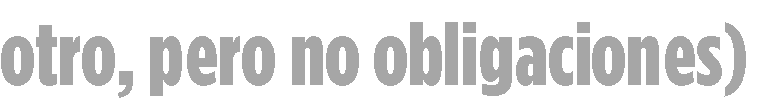 otro, pero no obligaciones)